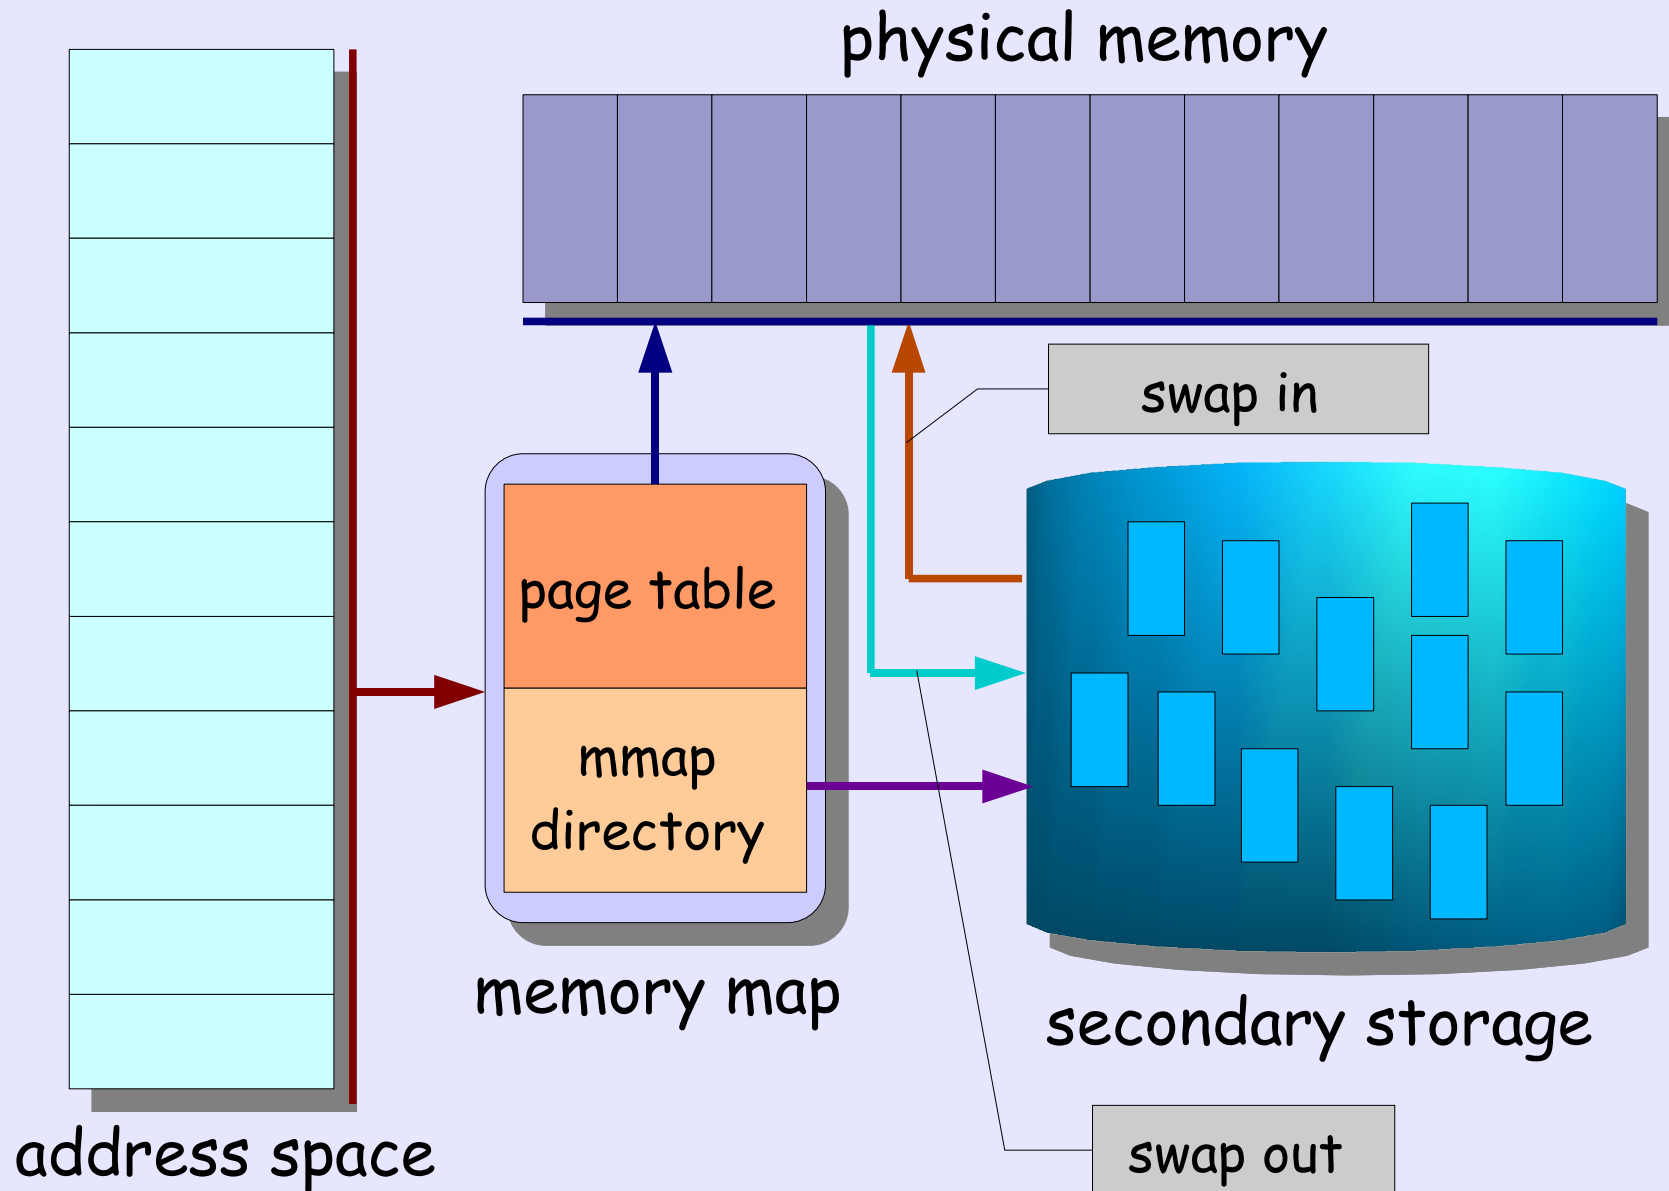 physical memory
swap in
page table
mmap
directory
memory map
secondary storage
address space
swap out